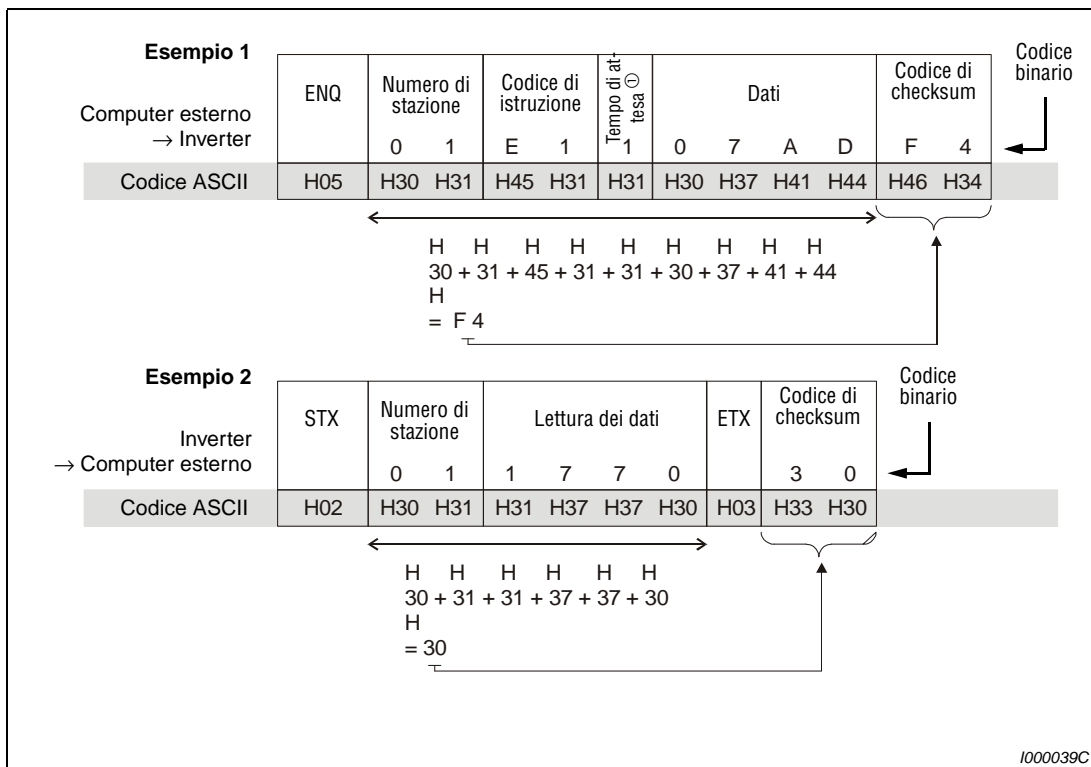 Esempio 1
Computer esterno
→ Inverter
ENQ
Numero di
stazione
Codice di
istruzione
Tempo di at-
tesa ①
Dati
Codice di
checksum
Codice
binario
0 1 E 1 1 0 7 A D F 4
Codice ASCII H05 H30 H31 H45 H31 H31 H30 H37 H41 H44 H46 H34
H H H H H H H H H
30 + 31 + 45 + 31 + 31 + 30 + 37 + 41 + 44
H
= F 4
Esempio 2
Inverter
→ Computer esterno
STX
Numero di
stazione
Lettura dei dati
ETX
Codice di
checksum
Codice
binario
0 1 1 7 7 0 3 0
Codice ASCII H02 H30 H31 H31 H37 H37 H30 H03 H33 H30
H H H H H H
30 + 31 + 31 + 37 + 37 + 30
H
= 30
I000039C